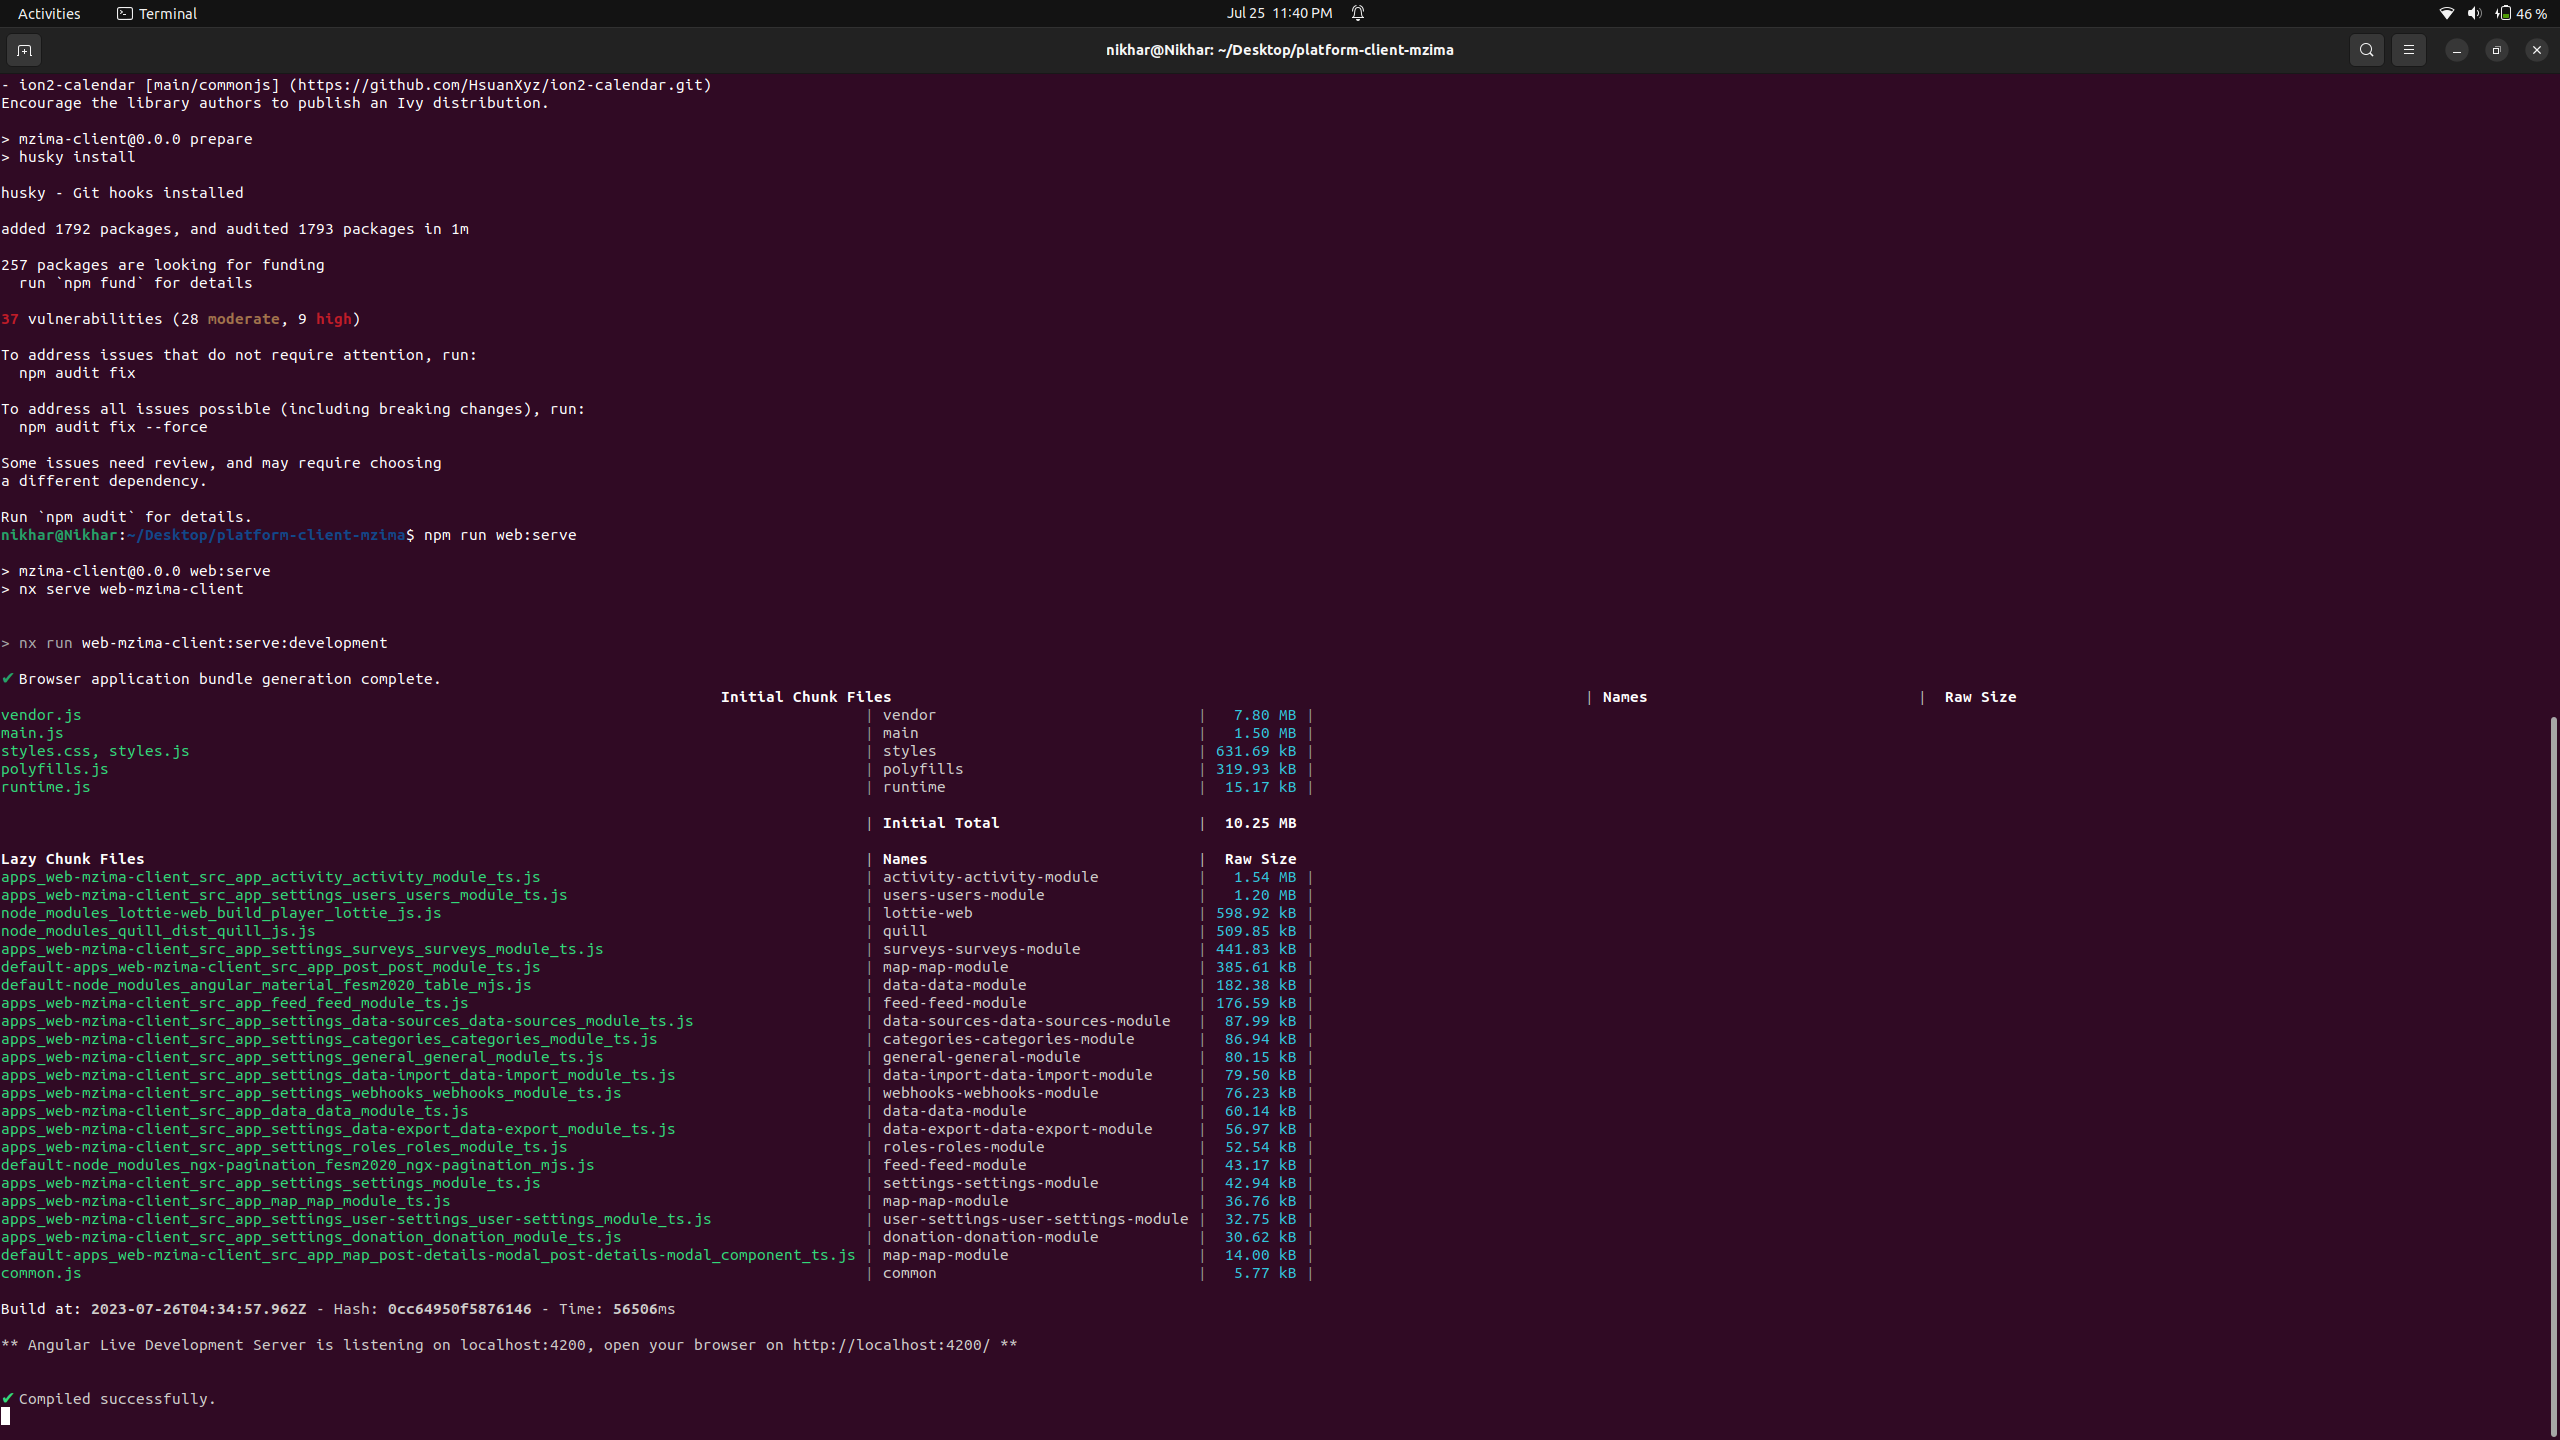 Activities Terminal Jul 25 11:40 PM 46 %
nikhar@Nikhar: ~/Desktop/platform-client-mzima
- ion2-calendar [main/commonjs] (https://github.com/HsuanXyz/ion2-calendar.git)
Encourage the library authors to publish an Ivy distribution.
> mzima-client@0.0.0 prepare
> husky install
husky - Git hooks installed
added 1792 packages, and audited 1793 packages in 1m
257 packages are looking for funding
run `npm fund` for details
37 vulnerabilities (28 moderate, 9 high)
To address issues that do not require attention, run:
npm audit fix
To address all issues possible (including breaking changes), run:
npm audit fix --force
Some issues need review, and may require choosing
a different dependency.
Run `npm audit` for details.
nikhar@Nikhar:~/Desktop/platform-client-mzima$ npm run web:serve
> mzima-client@0.0.0 web:serve
> nx serve web-mzima-client
> nx run web-mzima-client:serve:development
✔ Browser application bundle generation complete.
Initial Chunk Files | Names | Raw Size
vendor.js | vendor | 7.80 MB |
main.js | main | 1.50 MB |
styles.css, styles.js | styles | 631.69 kB |
polyfills.js | polyfills | 319.93 kB |
runtime.js | runtime | 15.17 kB |
| Initial Total | 10.25 MB
Lazy Chunk Files | Names | Raw Size
apps_web-mzima-client_src_app_activity_activity_module_ts.js | activity-activity-module | 1.54 MB |
apps_web-mzima-client_src_app_settings_users_users_module_ts.js | users-users-module | 1.20 MB |
node_modules_lottie-web_build_player_lottie_js.js | lottie-web | 598.92 kB |
node_modules_quill_dist_quill_js.js | quill | 509.85 kB |
apps_web-mzima-client_src_app_settings_surveys_surveys_module_ts.js | surveys-surveys-module | 441.83 kB |
default-apps_web-mzima-client_src_app_post_post_module_ts.js | map-map-module | 385.61 kB |
default-node_modules_angular_material_fesm2020_table_mjs.js | data-data-module | 182.38 kB |
apps_web-mzima-client_src_app_feed_feed_module_ts.js | feed-feed-module | 176.59 kB |
apps_web-mzima-client_src_app_settings_data-sources_data-sources_module_ts.js | data-sources-data-sources-module | 87.99 kB |
apps_web-mzima-client_src_app_settings_categories_categories_module_ts.js | categories-categories-module | 86.94 kB |
apps_web-mzima-client_src_app_settings_general_general_module_ts.js | general-general-module | 80.15 kB |
apps_web-mzima-client_src_app_settings_data-import_data-import_module_ts.js | data-import-data-import-module | 79.50 kB |
apps_web-mzima-client_src_app_settings_webhooks_webhooks_module_ts.js | webhooks-webhooks-module | 76.23 kB |
apps_web-mzima-client_src_app_data_data_module_ts.js | data-data-module | 60.14 kB |
apps_web-mzima-client_src_app_settings_data-export_data-export_module_ts.js | data-export-data-export-module | 56.97 kB |
apps_web-mzima-client_src_app_settings_roles_roles_module_ts.js | roles-roles-module | 52.54 kB |
default-node_modules_ngx-pagination_fesm2020_ngx-pagination_mjs.js | feed-feed-module | 43.17 kB |
apps_web-mzima-client_src_app_settings_settings_module_ts.js | settings-settings-module | 42.94 kB |
apps_web-mzima-client_src_app_map_map_module_ts.js | map-map-module | 36.76 kB |
apps_web-mzima-client_src_app_settings_user-settings_user-settings_module_ts.js | user-settings-user-settings-module | 32.75 kB |
apps_web-mzima-client_src_app_settings_donation_donation_module_ts.js | donation-donation-module | 30.62 kB |
default-apps_web-mzima-client_src_app_map_post-details-modal_post-details-modal_component_ts.js | map-map-module | 14.00 kB |
common.js | common | 5.77 kB |
Build at: 2023-07-26T04:34:57.962Z - Hash: 0cc64950f5876146 - Time: 56506ms
** Angular Live Development Server is listening on localhost:4200, open your browser on http://localhost:4200/ **
✔ Compiled successfully.